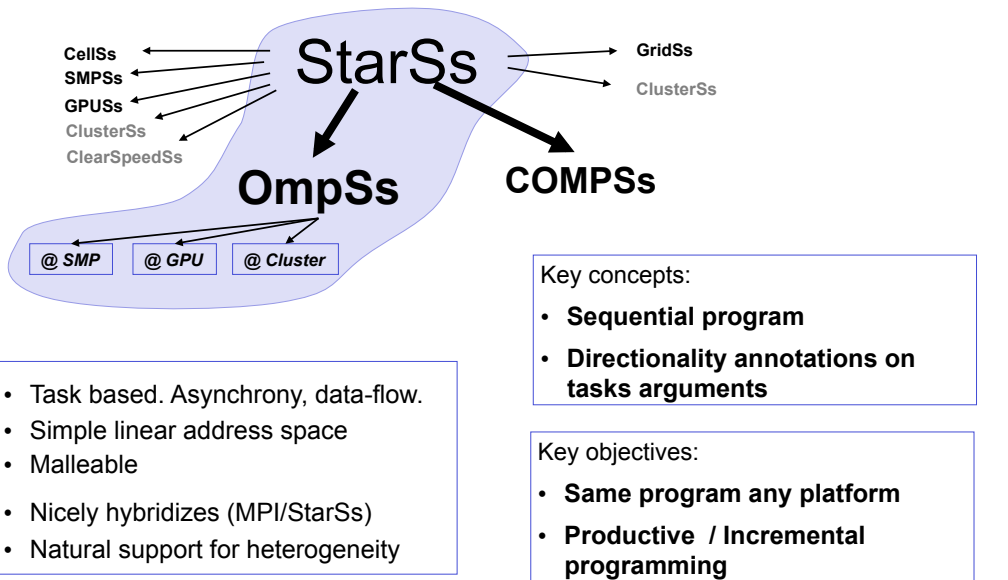 StarSs
CellSs
SMPSs
GPUSs
ClusterSs
ClearSpeedSs
GridSs
ClusterSs
OmpSs
COMPSs
@ SMP
@ GPU
@ Cluster
Key concepts:
• Sequential program
• Directionality annotations on
tasks arguments
• Task based. Asynchrony, data-flow.
• Simple linear address space
• Malleable
• Nicely hybridizes (MPI/StarSs)
• Natural support for heterogeneity
Key objectives:
• Same program any platform
• Productive / Incremental
programming